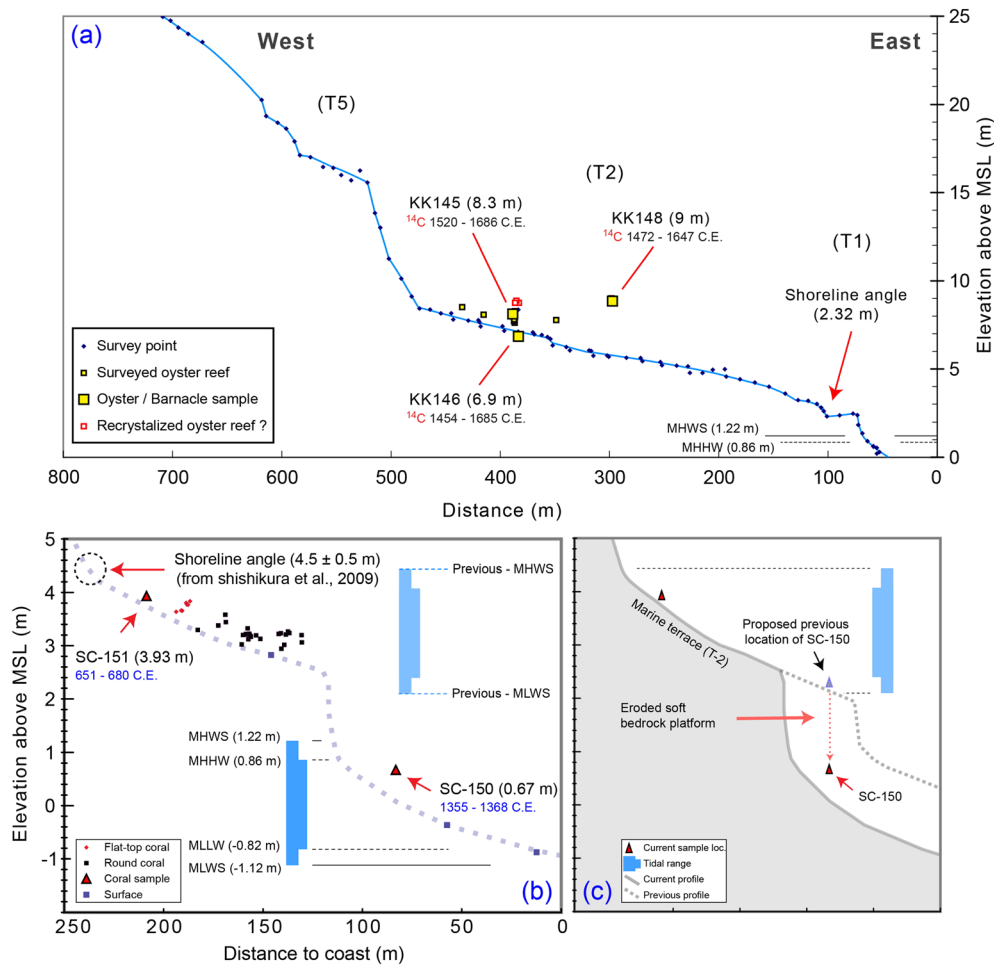 (a)
West
East
(T5)
(T2)
(T1)
KK145 (8.3 m)
14C 1520 - 1686 C.E.
KK148 (9 m)
14C 1472 - 1647 C.E.
Shoreline angle
(2.32 m)
KK146 (6.9 m)
14C 1454 - 1685 C.E.
MHWS (1.22 m)
MHHW (0.86 m)
Survey point
Surveyed oyster reef
Oyster / Barnacle sample
Recrystalized oyster reef ?
25
20
15
10
5
0
Elevation above MSL (m)
800
700
600
500
400
300
200
100
0
Distance (m)
5
4
3
2
1
0
-1
Elevation above MSL (m)
Shoreline angle (4.5 ± 0.5 m)
(from shishikura et al., 2009)
Previous - MHWS
SC-151 (3.93 m)
651 - 680 C.E.
Previous - MLWS
MHWS (1.22 m)
MHHW (0.86 m)
SC-150 (0.67 m)
1355 - 1368 C.E.
MLLW (-0.82 m)
MLWS (-1.12 m)
Flat-top coral
Round coral
Coral sample
Surface
(b)
250
200
150
100
50
0
Distance to coast (m)
Marine terrace (T-2)
Proposed previous
location of SC-150
Eroded soft
bedrock platform
SC-150
Current sample loc.
Tidal range
Current profile
Previous profile
(c)